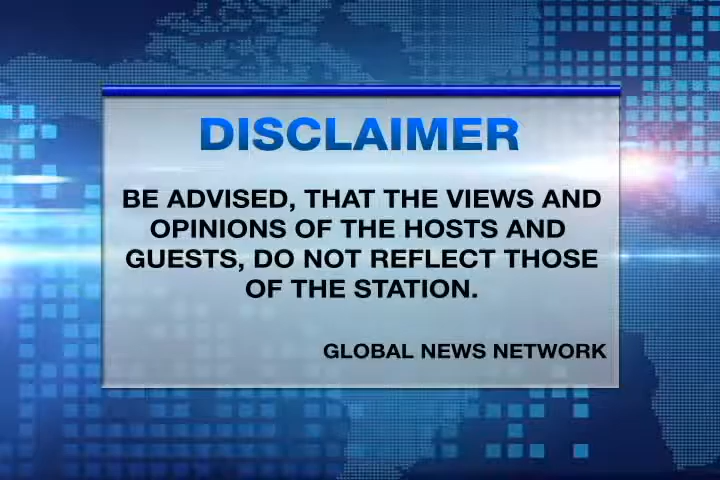 DISCLAIMER
BE ADVISED, THAT THE VIEWS AND
OPINIONS OF THE HOSTS AND
GUESTS, DO NOT REFLECT THOSE
OF THE STATION.
GLOBAL NEWS NETWORK